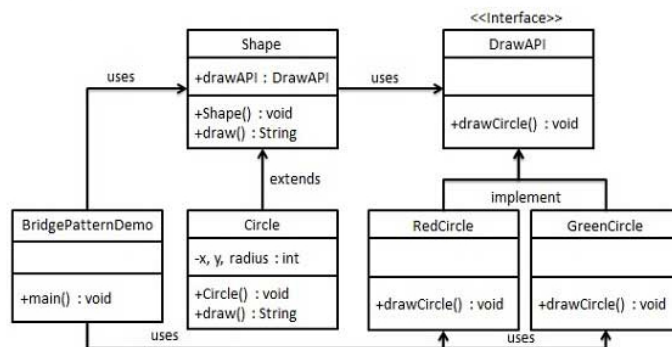 <<Interface>>
Shape
DrawAPI
+drawAPI : DrawAPI
uses
uses
+Shape() : void
+draw() : String
+drawCircle() : void
extends
implement
BridgePatternDemo
Circle
RedCircle
GreenCircle
-x, y, radius : int
+main() : void
+Circle() : void
+draw() : String
+drawCircle() : void
+drawCircle() : void
uses
uses